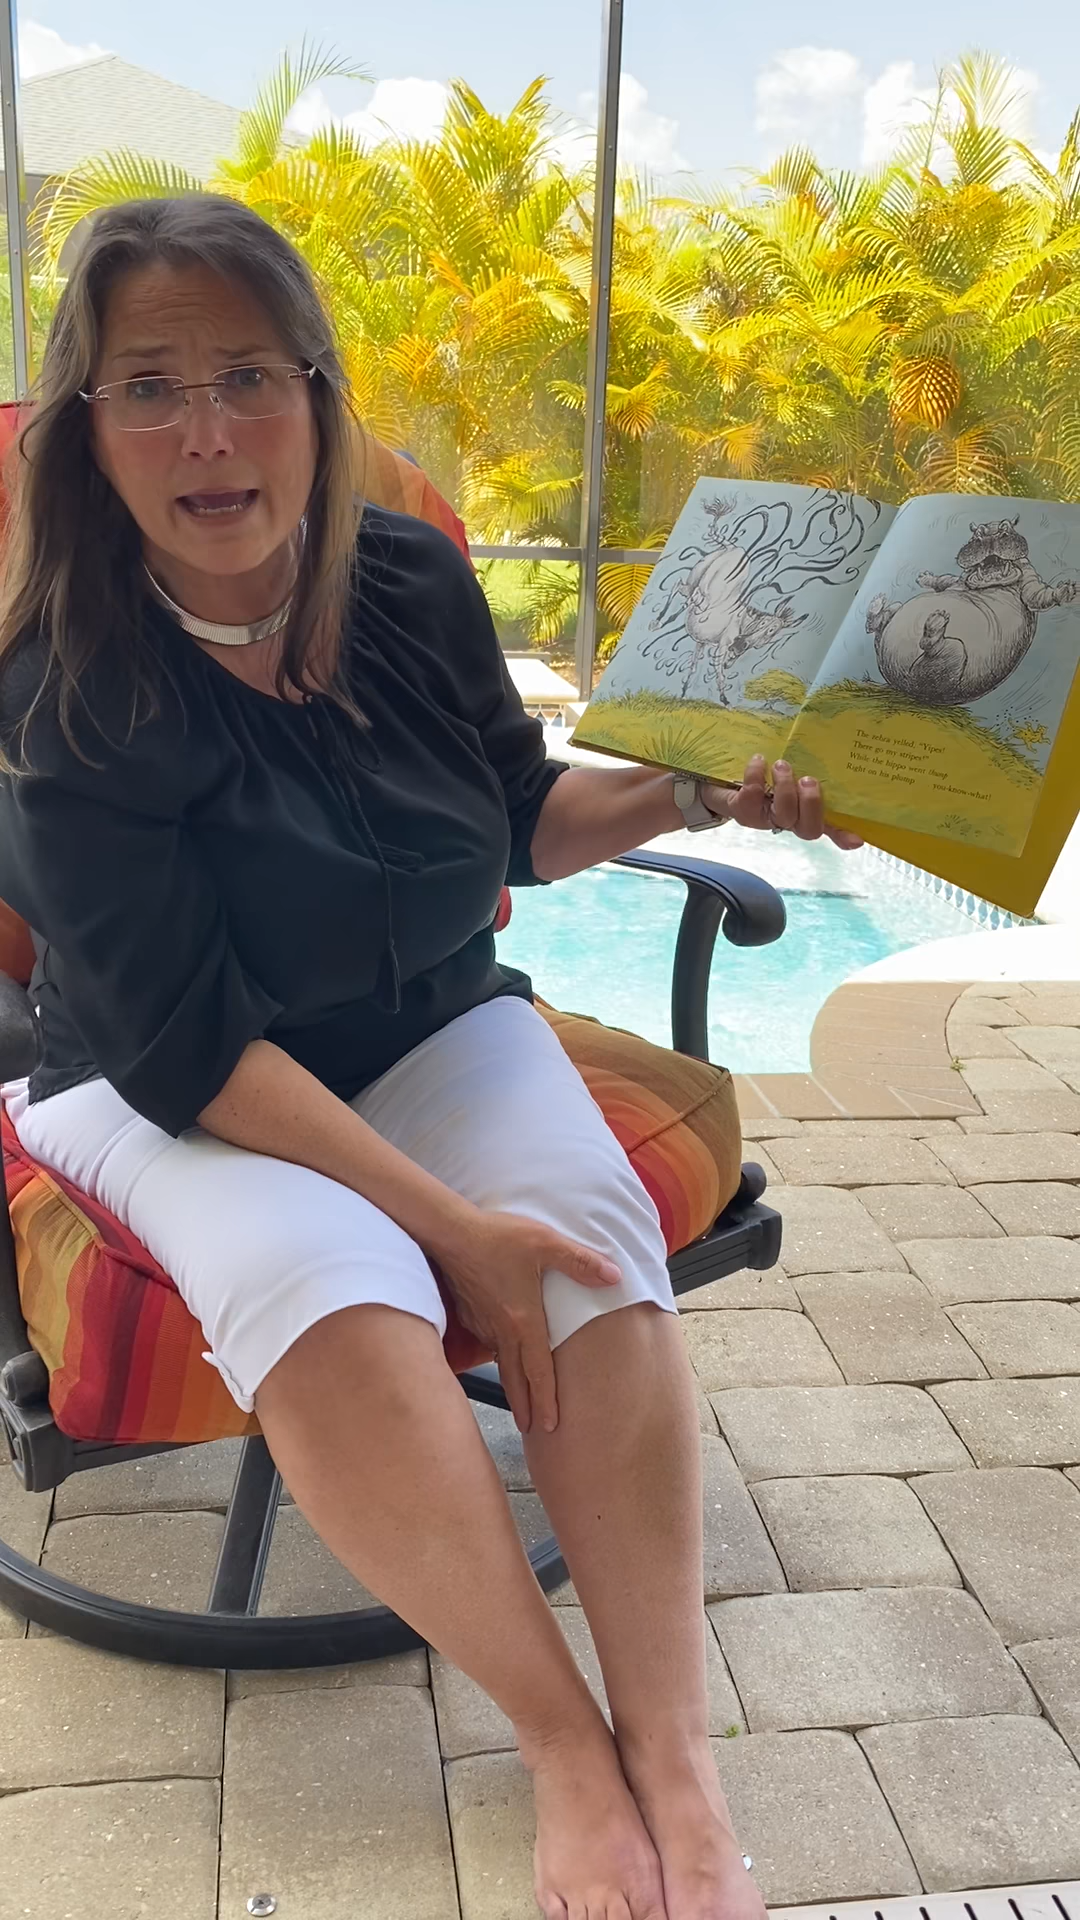 The zebra yelled, "Yipes!
There go my stripes!"
While the hippo went thump
Right on his plump you-know-what!